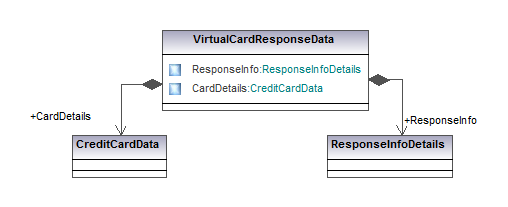 VirtualCardResponseData
ResponseInfo:ResponseInfoDetails
CardDetails:CreditCardData
+CardDetails
+ResponseInfo
CreditCardData
ResponseInfoDetails